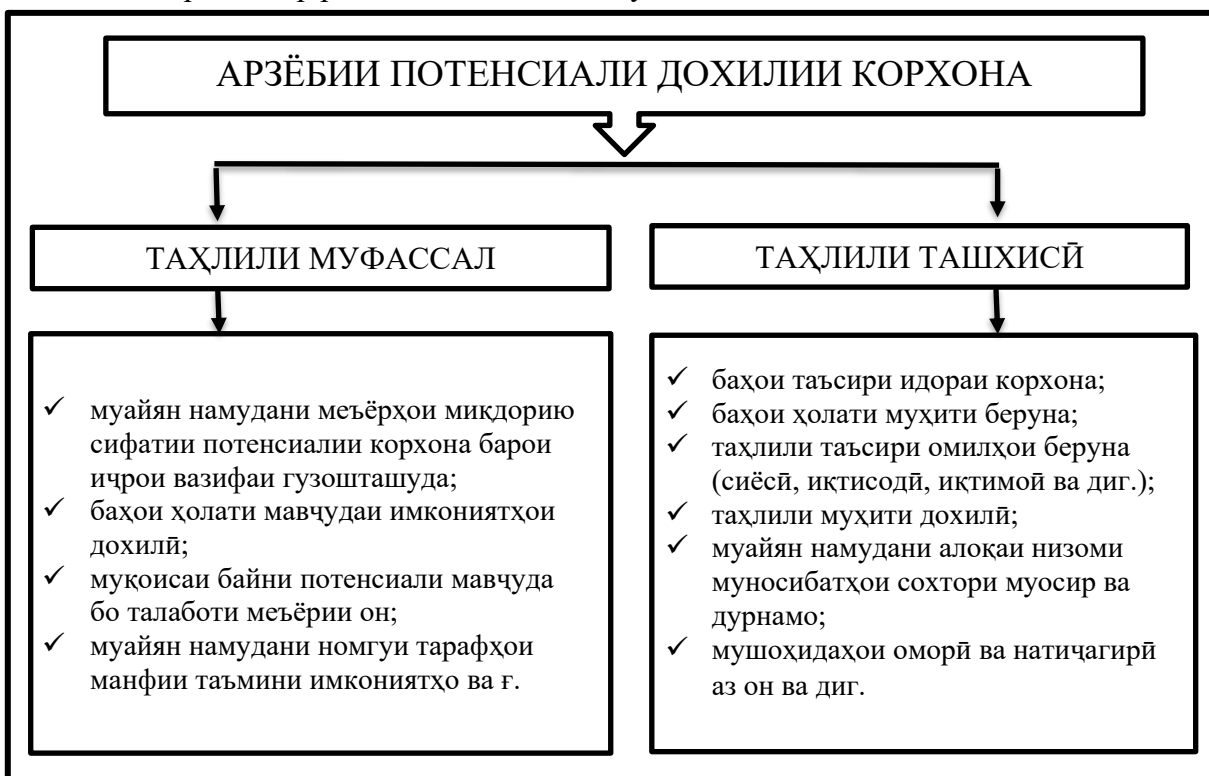 АРЗЁБИИ ПОТЕНСИАЛИ ДОХИЛИИ КОРХОНА
ТАҲЛИЛИ МУФАССАЛ
✓ муайян намудани меъёрҳои миқдорию
сифатии потенсиалии корхона барои
иҷрои вазифаи гузошташуда;
✓ баҳои ҳолати мавҷудаи имкониятҳои
дохилӣ;
✓ муқоисаи байни потенсиали мавҷуда
бо талаботи меъёрии он;
✓ муайян намудани номгуи тарафҳои
манфии таъмини имкониятҳо ва ғ.
ТАҲЛИЛИ ТАШХИСӢ
✓ баҳои таъсири идораи корхона;
✓ баҳои ҳолати муҳити беруна;
✓ таҳлили таъсири омилҳои беруна
(сиёсӣ, иқтисодӣ, иқтимоӣ ва диг.);
✓ таҳлили муҳити дохилӣ;
✓ муайян намудани алоқаи низоми
муносибатҳои сохтори муосир ва
дурнамо;
✓ мушоҳидаҳои оморӣ ва натиҷагирӣ
аз он ва диг.